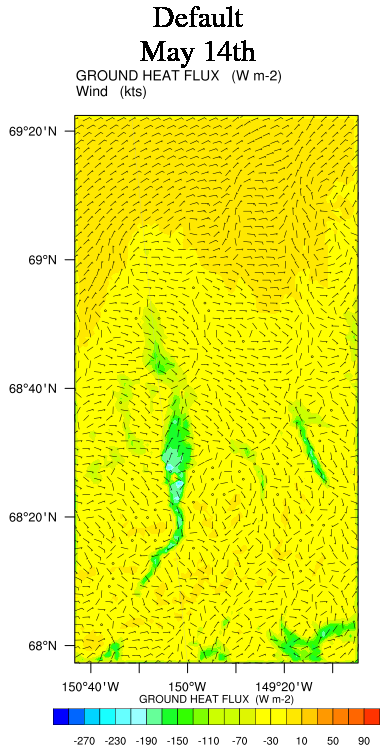 Default
May 14th
GROUND HEAT FLUX (W m-2)
Wind (kts)
69°20'N
69°N
68°40'N
68°20'N
68°N
150°40'W 150°W 149°20'W
GROUND HEAT FLUX (W m-2)
-270 -230 -190 -150 -110 -70 -30 10 50 90